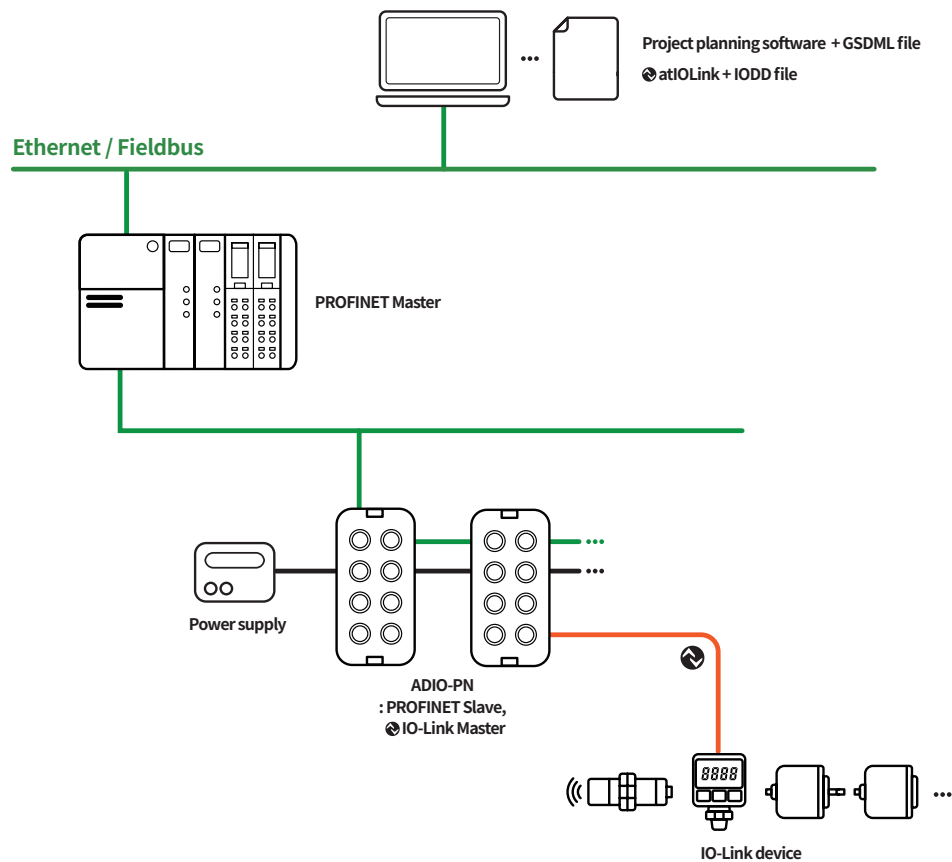 Project planning software + GSDML file
atIOLink + IODD file
Ethernet / Fieldbus
PROFINET Master
Power supply
ADIO-PN
: PROFINET Slave,
IO-Link Master
8888
IO-Link device